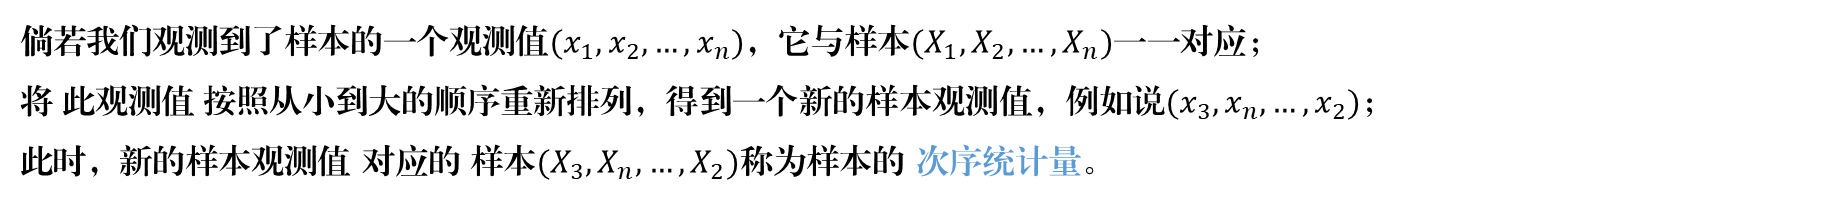 倘若我们观测到了样本的一个观测值(x₁, x₂, …, xₙ)，它与样本(X₁, X₂, …, Xₙ)一一对应；
将 此观测值 按照从小到大的顺序重新排列，得到一个新的样本观测值，例如说(x₃, xₙ, …, x₂)；
此时，新的样本观测值 对应的 样本(X₃, Xₙ, …, X₂)称为样本的 次序统计量。